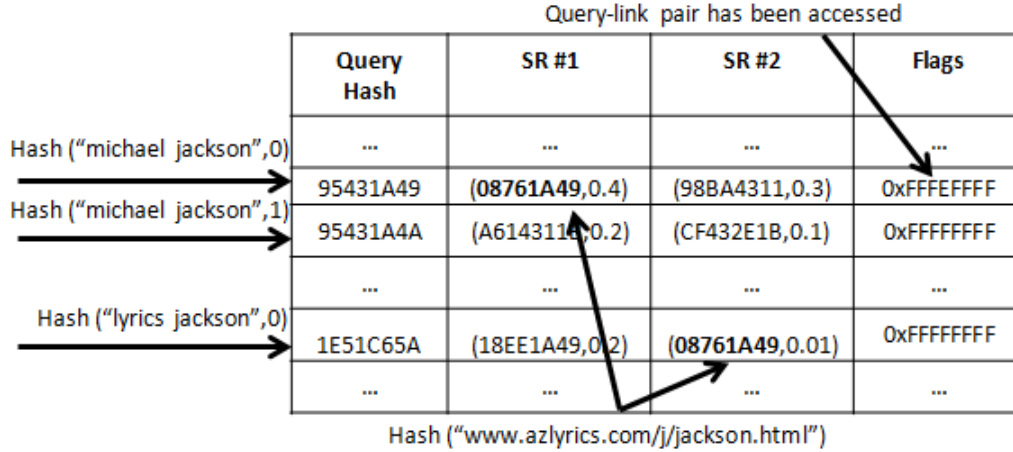 Query-link pair has been accessed
Query Hash SR #1 SR #2 Flags
... ... ... ...
Hash ("michael jackson",0)
95431A49 (08761A49,0.4) (98BA4311,0.3) 0xFFFEFFFF
Hash ("michael jackson",1)
95431A4A (CF432E1B,0.1) 0xFFFFFFFF
... ... ... ...
Hash ("lyrics jackson",0)
1E51C65A (18EE1A49,0.2) (08761A49,0.01) 0xFFFFFFFF
... ... ... ...
Hash ("www.azlyrics.com/j/jackson.html")